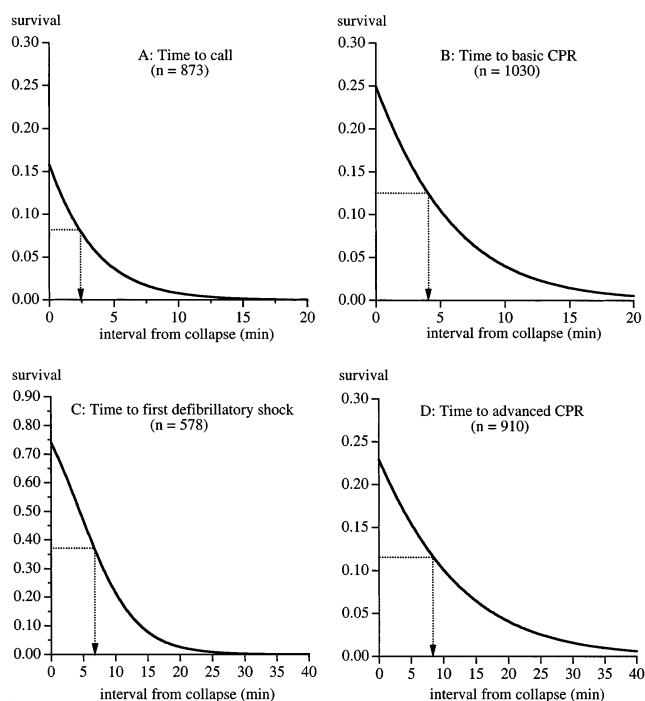 survival
A: Time to call
(n = 873)
0.30
0.25
0.20
0.15
0.10
0.05
0.00
0 5 10 15 20
interval from collapse (min)
survival
B: Time to basic CPR
(n = 1030)
0.30
0.25
0.20
0.15
0.10
0.05
0.00
0 5 10 15 20
interval from collapse (min)
survival
C: Time to first defibrillatory shock
(n = 578)
0.90
0.80
0.70
0.60
0.50
0.40
0.30
0.20
0.10
0.00
0 5 10 15 20 25 30 35 40
interval from collapse (min)
survival
D: Time to advanced CPR
(n = 910)
0.30
0.25
0.20
0.15
0.10
0.05
0.00
0 5 10 15 20 25 30 35 40
interval from collapse (min)